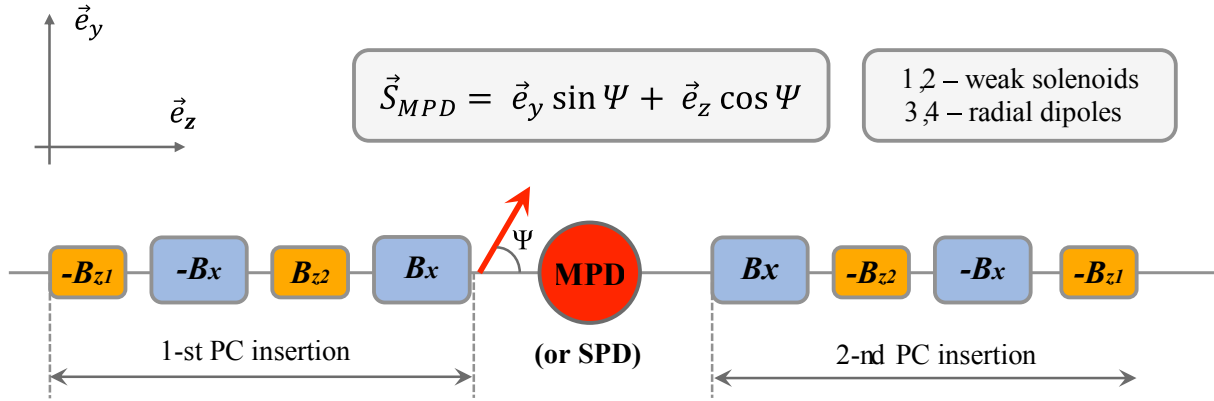 e⃗y
e⃗z
S⃗MPD = e⃗y sin Ψ + e⃗z cos Ψ
1,2 – weak solenoids
3,4 – radial dipoles
Ψ
-Bz1 -Bx Bz2 Bx MPD Bx -Bz2 -Bx -Bz1
(or SPD)
1-st PC insertion
2-nd PC insertion